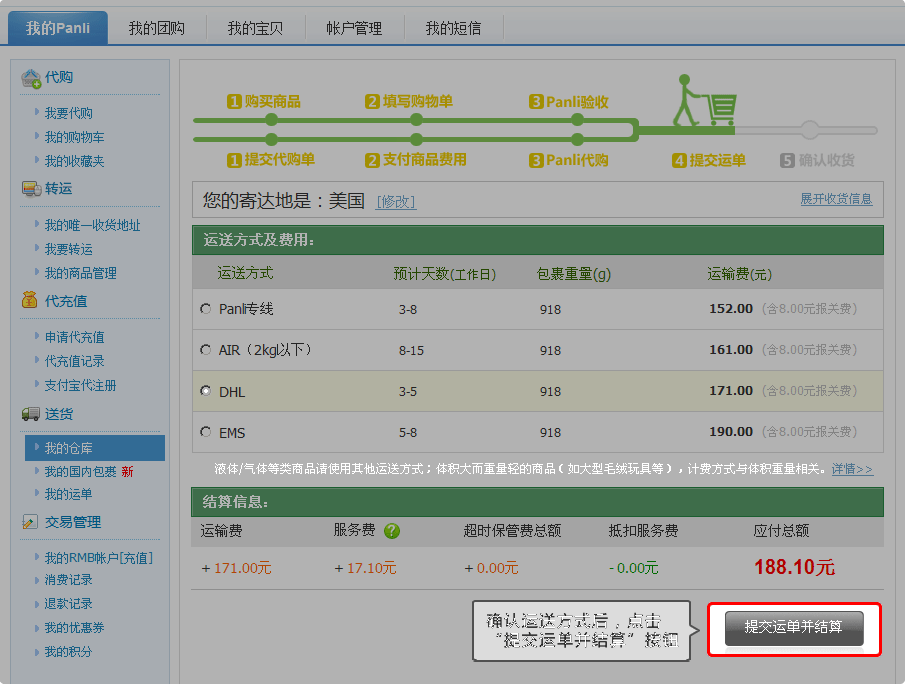 我的Panli 我的团购 我的宝贝 帐户管理 我的短信
代购
我要代购
我的购物车
我的收藏夹
转运
我的唯一收货地址
我要转运
我的商品管理
代充值
申请代充值
代充值记录
支付宝代注册
送货
我的仓库
我的国内包裹 新
我的运单
交易管理
我的RMB帐户[充值]
消费记录
退款记录
我的优惠券
我的积分
1 购买商品 2 填写购物单 3 Panli验收
1 提交代购单 2 支付商品费用 3 Panli代购 4 提交运单 5 确认收货
您的寄达地是：美国 [修改] 展开收货信息
运送方式及费用：
运送方式 预计天数(工作日) 包裹重量(g) 运输费(元)
Panli专线 3-8 918 152.00 (含8.00元报关费)
AIR（2kg以下） 8-15 918 161.00 (含8.00元报关费)
DHL 3-5 918 171.00 (含8.00元报关费)
EMS 5-8 918 190.00 (含8.00元报关费)
液体/气体等类商品请使用其他运送方式；体积大而重量轻的商品（如大型毛绒玩具等），计费方式与体积重量相关。详情>>
结算信息：
运输费 服务费 ? 超时保管费总额 抵扣服务费 应付总额
+ 171.00元 + 17.10元 + 0.00元 - 0.00元 188.10元
确认运送方式后，点击
“提交运单并结算”按钮
提交运单并结算